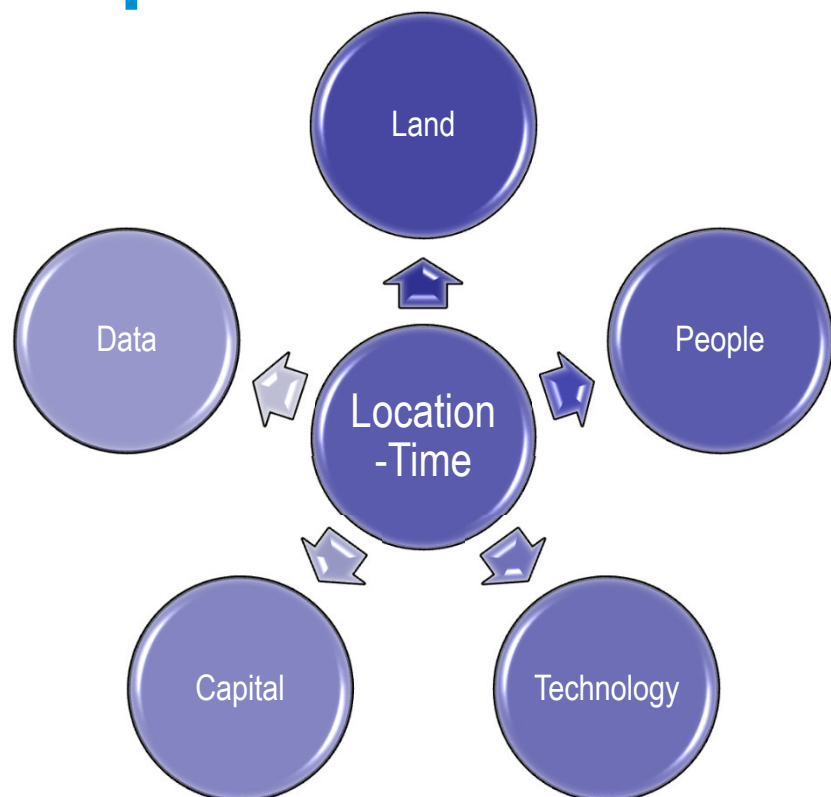 Land
Data
People
Location
-Time
Capital
Technology